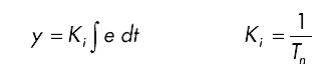 y = K_i ∫ e dt    K_i = 1/T_n